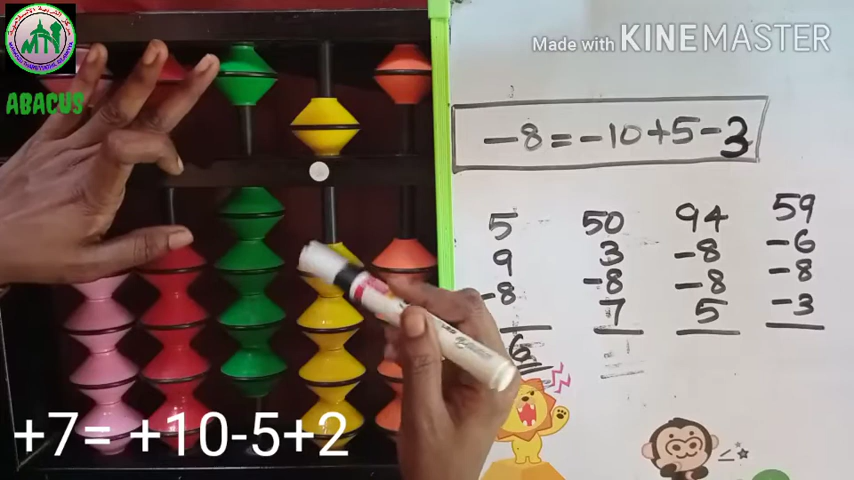 ABACUS
Made with KINEMASTER
-8=-10+5-3
5 50 94 59
9 3 -8 -6
-8 -8 -8 -8
7 5 -3
6
+7= +10-5+2